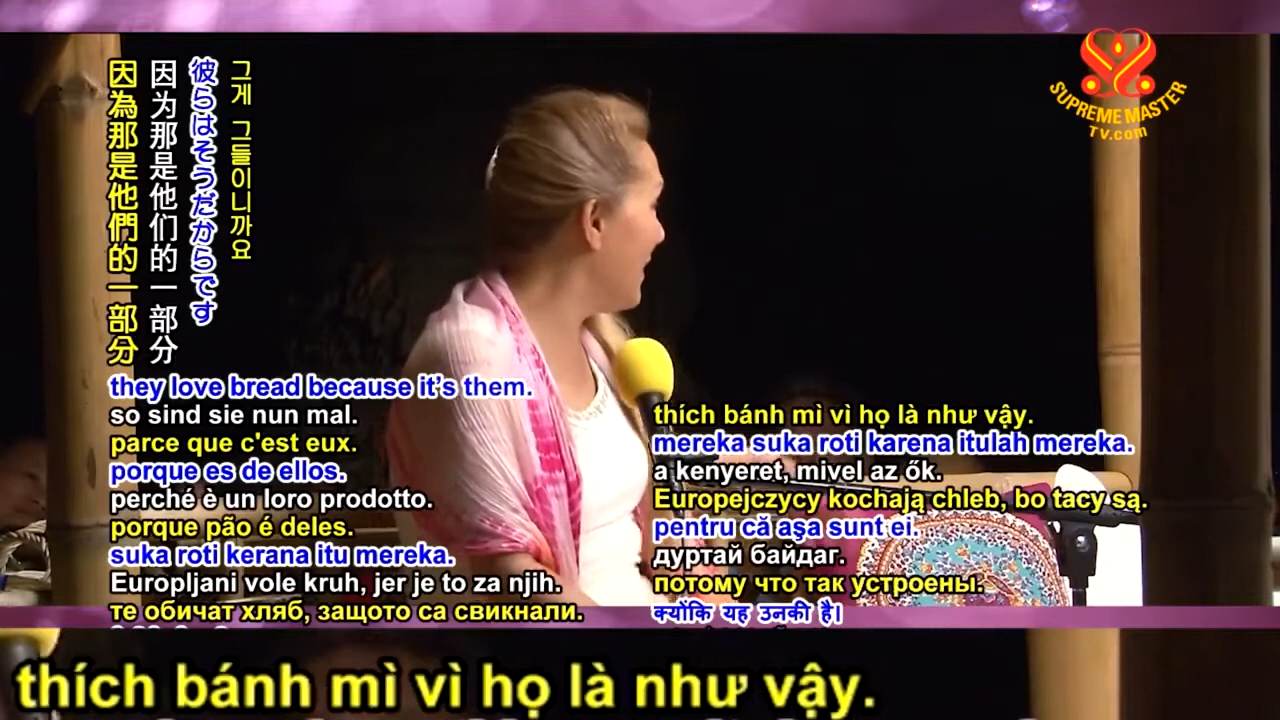 SUPREME MASTER
TV.com
그게 그들이니까요
彼らはそうだからです
因为那是他们的一部分
因為那是他們的一部分
they love bread because it's them.
so sind sie nun mal.
parce que c'est eux.
porque es de ellos.
perché è un loro prodotto.
porque pão é deles.
suka roti kerana itu mereka.
Europljani vole kruh, jer je to za njih.
те обичат хляб, защото са свикнали.
thích bánh mì vì họ là như vậy.
mereka suka roti karena itulah mereka.
a kenyeret, mivel az ők.
Europejczycy kochają chleb, bo tacy są.
pentru că aşa sunt ei.
дуртай байдаг.
потому что так устроены.
क्योंकि यह उनकी है।
thích bánh mì vì họ là như vậy.